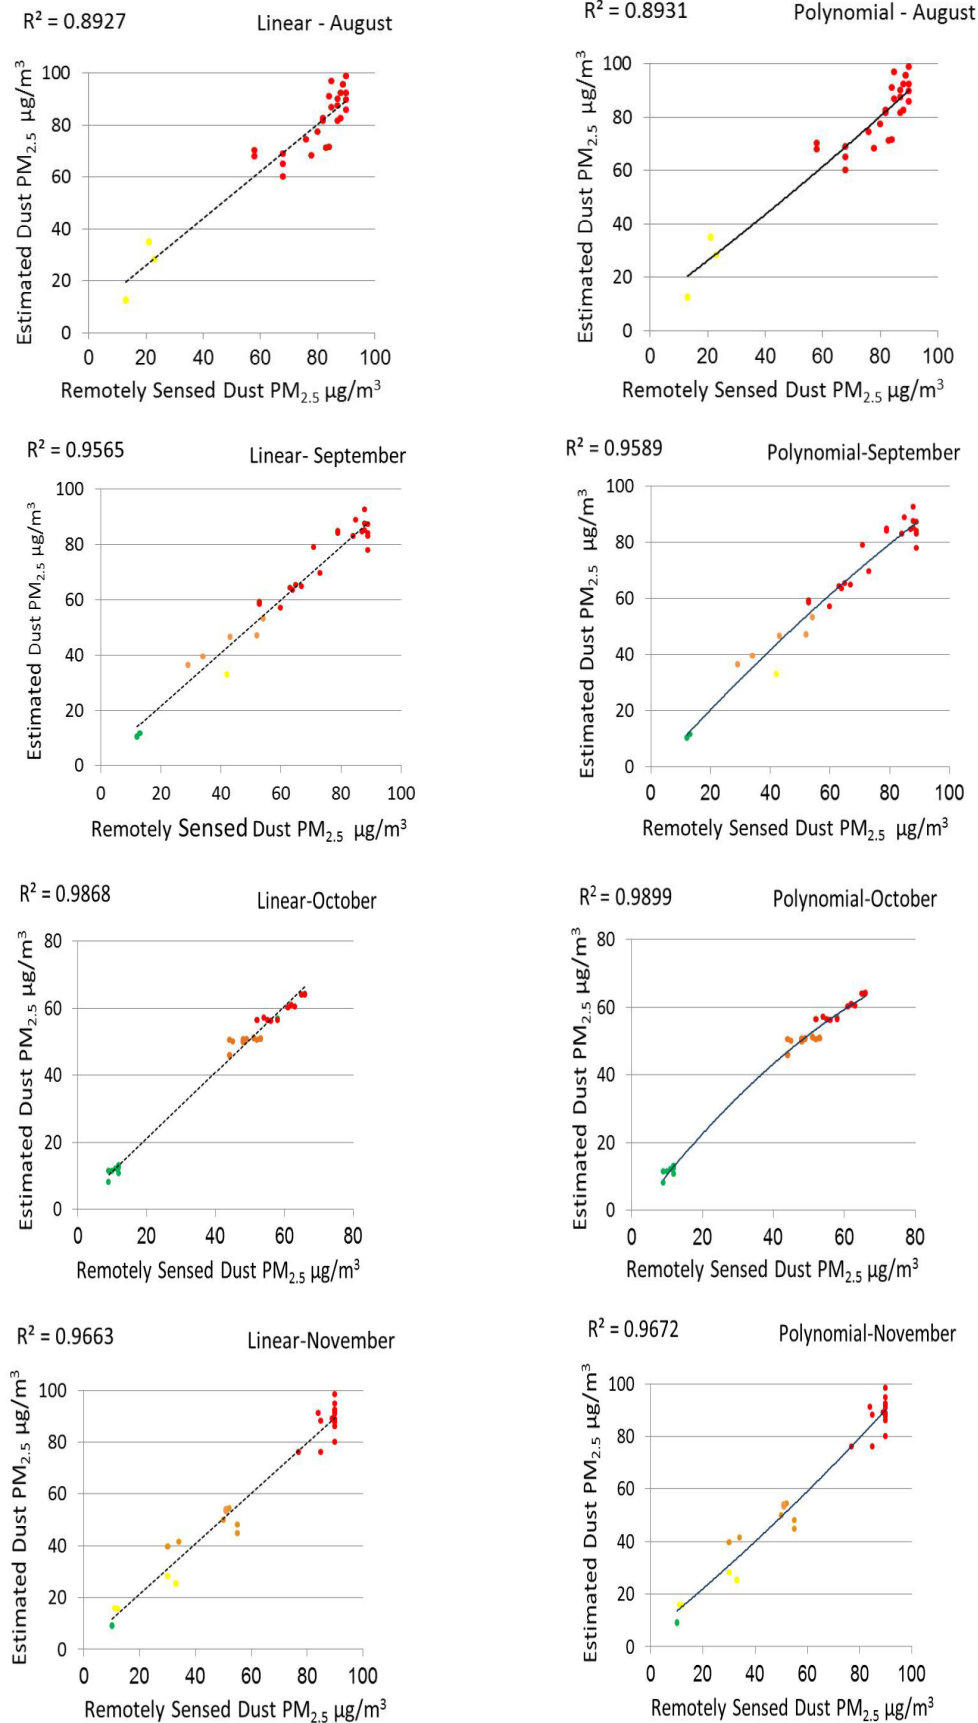 R² = 0.8927 Linear - August
Estimated Dust PM₂.₅ µg/m³
100
80
60
40
20
0
0 20 40 60 80 100
Remotely Sensed Dust PM₂.₅ µg/m³
R² = 0.8931 Polynomial - August
Estimated Dust PM₂.₅ µg/m³
100
80
60
40
20
0
0 20 40 60 80 100
Remotely Sensed Dust PM₂.₅ µg/m³
R² = 0.9565 Linear- September
Estimated Dust PM₂.₅ µg/m³
100
80
60
40
20
0
0 20 40 60 80 100
Remotely Sensed Dust PM₂.₅ µg/m³
R² = 0.9589 Polynomial-September
Estimated Dust PM₂.₅ µg/m³
100
80
60
40
20
0
0 20 40 60 80 100
Remotely Sensed Dust PM₂.₅ µg/m³
R² = 0.9868 Linear-October
Estimated Dust PM₂.₅ µg/m³
80
60
40
20
0
0 20 40 60 80
Remotely Sensed Dust PM₂.₅ µg/m³
R² = 0.9899 Polynomial-October
Estimated Dust PM₂.₅ µg/m³
80
60
40
20
0
0 20 40 60 80
Remotely Sensed Dust PM₂.₅ µg/m³
R² = 0.9663 Linear-November
Estimated Dust PM₂.₅ µg/m³
100
80
60
40
20
0
0 20 40 60 80 100
Remotely Sensed Dust PM₂.₅ µg/m³
R² = 0.9672 Polynomial-November
Estimated Dust PM₂.₅ µg/m³
100
80
60
40
20
0
0 20 40 60 80 100
Remotely Sensed Dust PM₂.₅ µg/m³